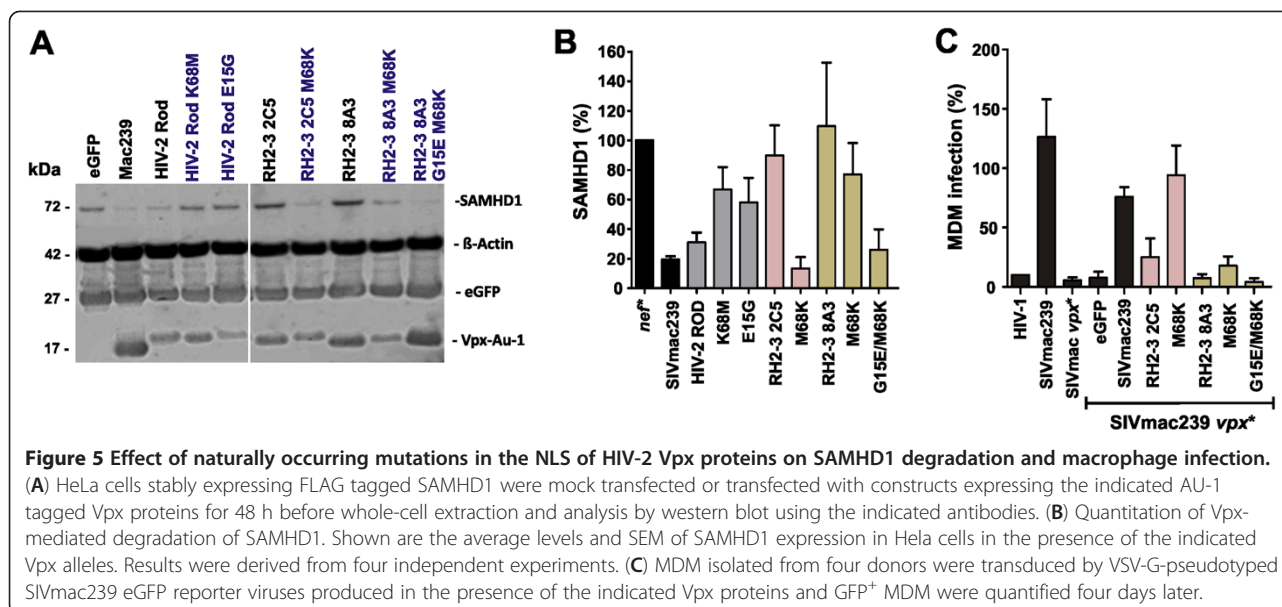 A
eGFP
Mac239
HIV-2 Rod
HIV-2 Rod K68M
HIV-2 Rod E15G
RH2-3 2C5
RH2-3 2C5 M68K
RH2-3 8A3
RH2-3 8A3 M68K
RH2-3 8A3
G15E M68K
kDa
72 -
42 -
27 -
17 -
-SAMHD1
- ß-Actin
- eGFP
- Vpx-Au-1
B
SAMHD1 (%)
160
140
120
100
80
60
40
20
0
nef*
SIVmac239
HIV-2 ROD
K68M
E15G
RH2-3 2C5
M68K
RH2-3 8A3
M68K
G15E/M68K
C
MDM infection (%)
200
150
100
50
0
HIV-1
SIVmac239
SIVmac vpx*
eGFP
SIVmac239
RH2-3 2C5
M68K
RH2-3 8A3
M68K
G15E/M68K
SIVmac239 vpx*
Figure 5 Effect of naturally occurring mutations in the NLS of HIV-2 Vpx proteins on SAMHD1 degradation and macrophage infection.
(A) HeLa cells stably expressing FLAG tagged SAMHD1 were mock transfected or transfected with constructs expressing the indicated AU-1
tagged Vpx proteins for 48 h before whole-cell extraction and analysis by western blot using the indicated antibodies. (B) Quantitation of Vpx-
mediated degradation of SAMHD1. Shown are the average levels and SEM of SAMHD1 expression in Hela cells in the presence of the indicated
Vpx alleles. Results were derived from four independent experiments. (C) MDM isolated from four donors were transduced by VSV-G-pseudotyped
SIVmac239 eGFP reporter viruses produced in the presence of the indicated Vpx proteins and GFP+ MDM were quantified four days later.